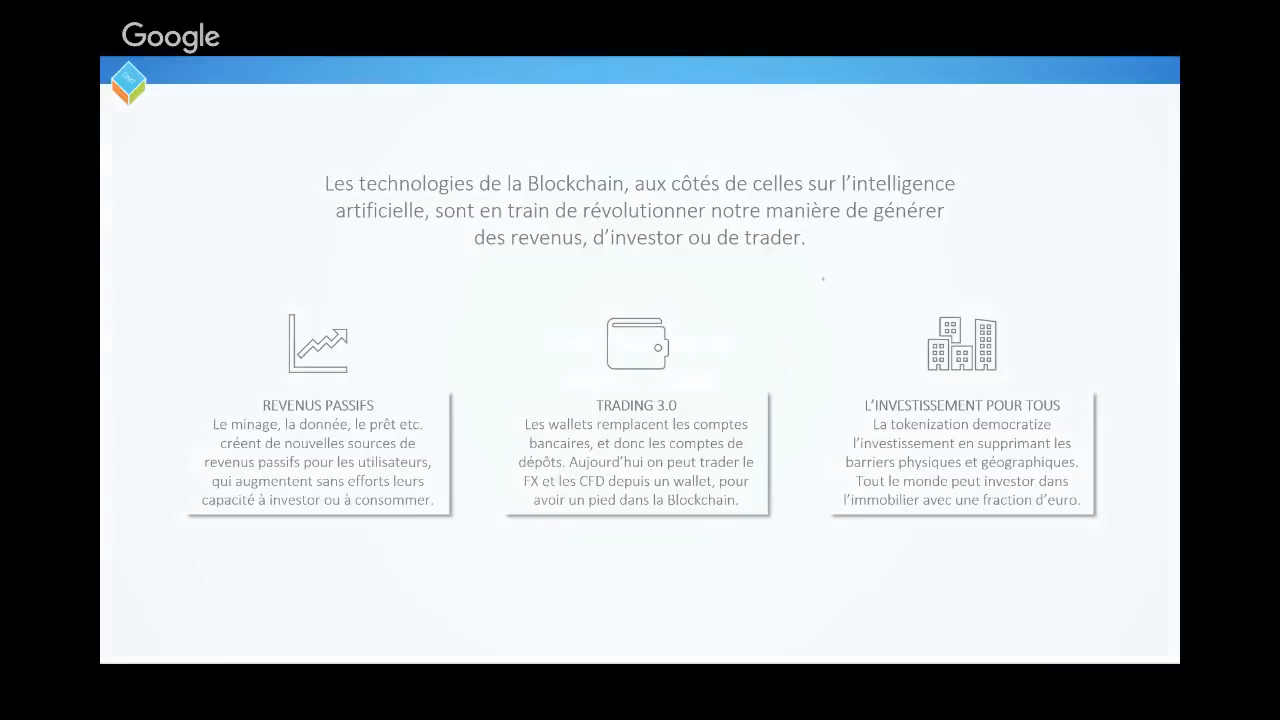 Google
Les technologies de la Blockchain, aux côtés de celles sur l'intelligence
artificielle, sont en train de révolutionner notre manière de générer
des revenus, d'investor ou de trader.
REVENUS PASSIFS
Le minage, la donnée, le prêt etc.
créent de nouvelles sources de
revenus passifs pour les utilisateurs,
qui augmentent sans efforts leurs
capacité à investor ou à consommer.
TRADING 3.0
Les wallets remplacent les comptes
bancaires, et donc les comptes de
dépôts. Aujourd'hui on peut trader le
FX et les CFD depuis un wallet, pour
avoir un pied dans la Blockchain.
L'INVESTISSEMENT POUR TOUS
La tokenization democratize
l'investissement en supprimant les
barriers physiques et géographiques.
Tout le monde peut investor dans
l'immobilier avec une fraction d'euro.